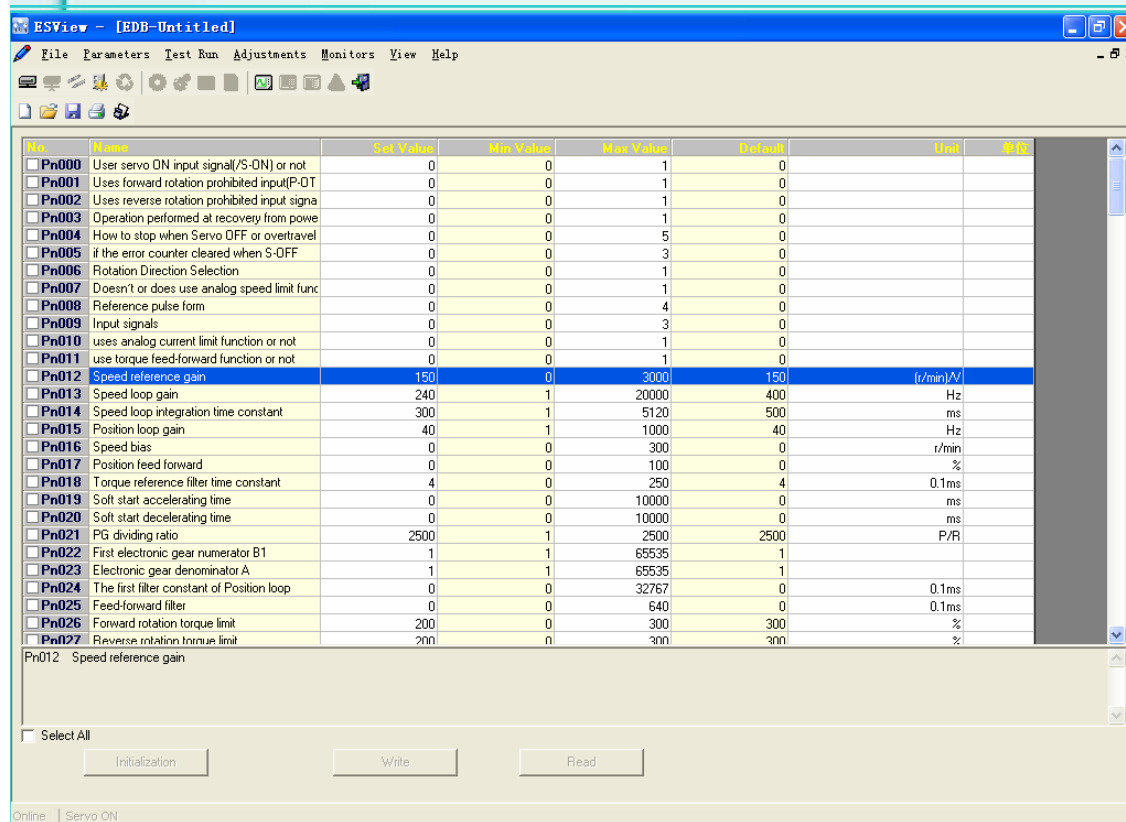 ESView - [EDB-Untitled]
File Parameters Test Run Adjustments Monitors View Help
No. Name Set Value Min Value Max Value Default Unit 单位
Pn000 User servo ON input signal(/S-ON) or not 0 0 1 0
Pn001 Uses forward rotation prohibited input(P-OT 0 0 1 0
Pn002 Uses reverse rotation prohibited input signa 0 0 1 0
Pn003 Operation performed at recovery from powe 0 0 1 0
Pn004 How to stop when Servo OFF or overtravel 0 0 5 0
Pn005 if the error counter cleared when S-OFF 0 0 3 0
Pn006 Rotation Direction Selection 0 0 1 0
Pn007 Doesn't or does use analog speed limit func 0 0 1 0
Pn008 Reference pulse form 0 0 4 0
Pn009 Input signals 0 0 3 0
Pn010 uses analog current limit function or not 0 0 1 0
Pn011 use torque feed-forward function or not 0 0 1 0
Pn012 Speed reference gain 150 0 3000 150 (r/min)/V
Pn013 Speed loop gain 240 1 20000 400 Hz
Pn014 Speed loop integration time constant 300 1 5120 500 ms
Pn015 Position loop gain 40 1 1000 40 Hz
Pn016 Speed bias 0 0 300 0 r/min
Pn017 Position feed forward 0 0 100 0 %
Pn018 Torque reference filter time constant 4 0 250 4 0.1ms
Pn019 Soft start accelerating time 0 0 10000 0 ms
Pn020 Soft start decelerating time 0 0 10000 0 ms
Pn021 PG dividing ratio 2500 1 2500 2500 P/R
Pn022 First electronic gear numerator B1 1 1 65535 1
Pn023 Electronic gear denominator A 1 1 65535 1
Pn024 The first filter constant of Position loop 0 0 32767 0 0.1ms
Pn025 Feed-forward filter 0 0 640 0 0.1ms
Pn026 Forward rotation torque limit 200 0 300 300 %
Pn027 Reverse rotation torque limit 200 0 300 300 %
Pn012 Speed reference gain
Select All
Initialization Write Read
Online Servo ON